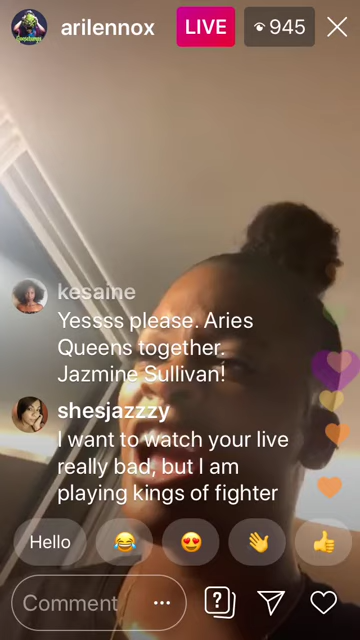 arilennox LIVE 945
kesaine
Yessss please. Aries
Queens together.
Jazmine Sullivan!
shesjazzzy
I want to watch your live
really bad, but I am
playing kings of fighter
Hello
Comment